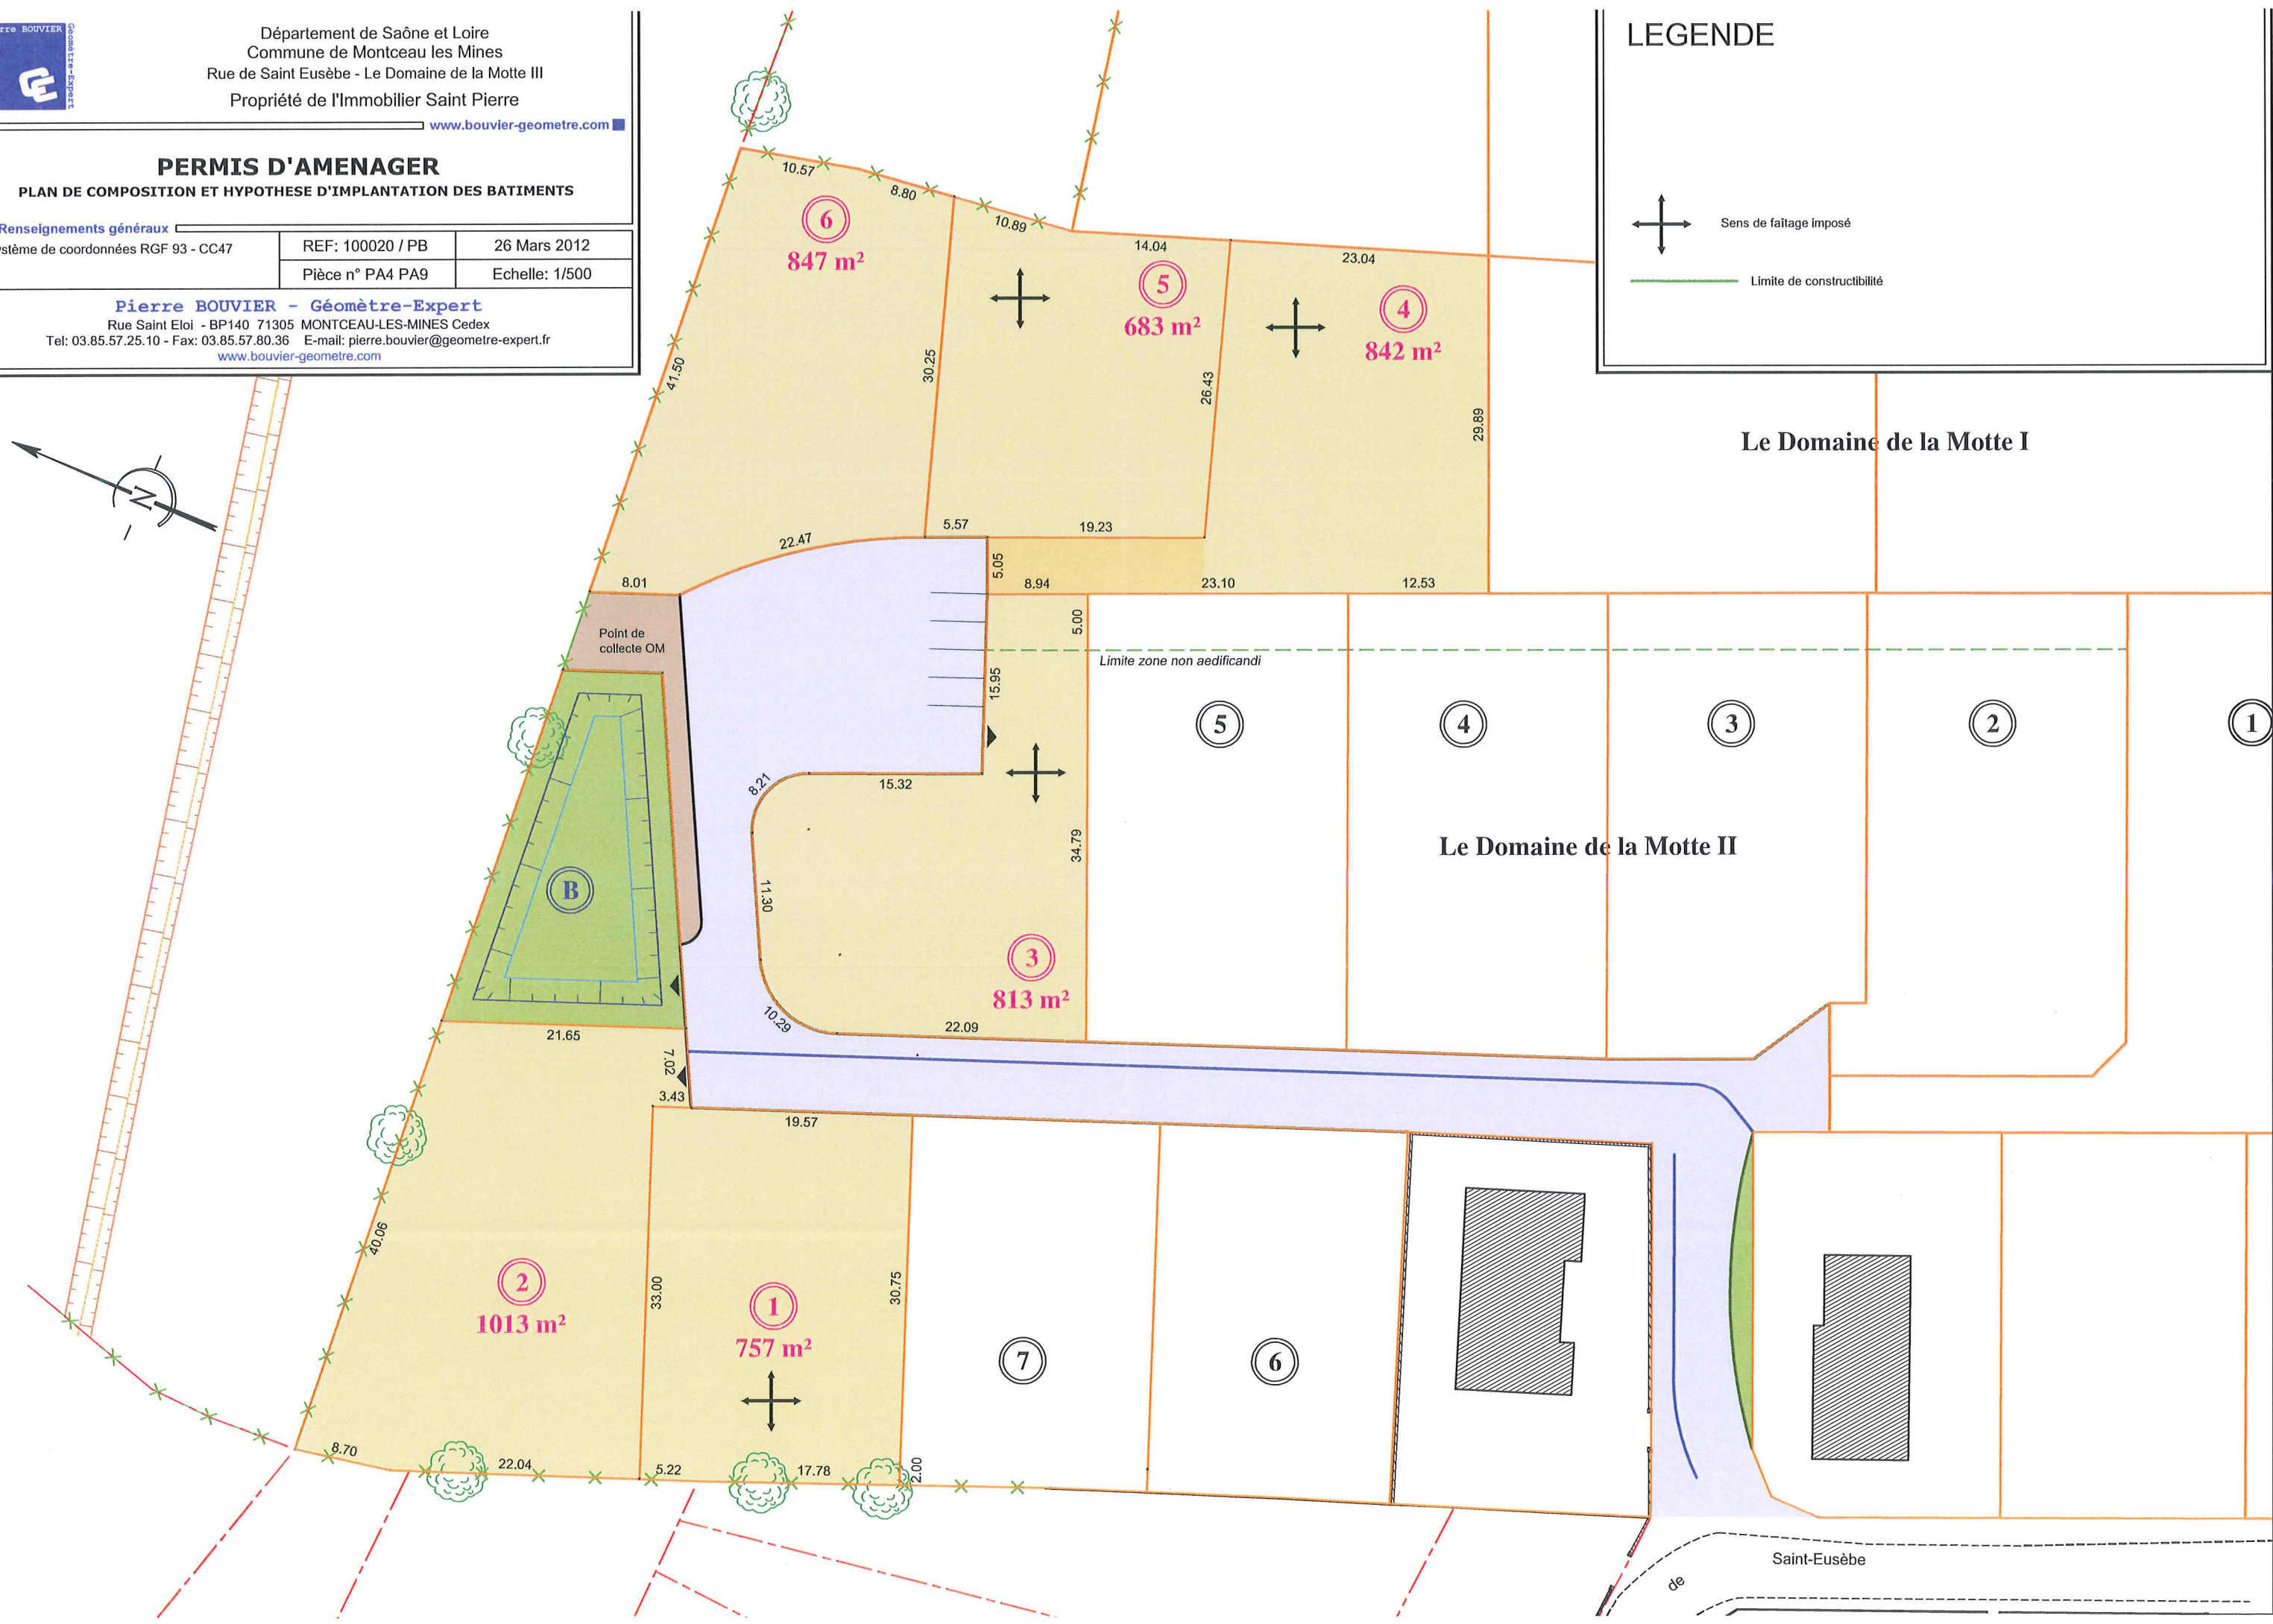 Géomètre-Expert
Département de Saône et Loire
Commune de Montceau les Mines
Rue de Saint Eusèbe - Le Domaine de la Motte III
Propriété de l'Immobilier Saint Pierre
www.bouvier-geometre.com
PERMIS D'AMENAGER
PLAN DE COMPOSITION ET HYPOTHESE D'IMPLANTATION DES BATIMENTS
Renseignements généraux
REF: 100020 / PB
26 Mars 2012
Pièce n° PA4 PA9
Echelle: 1/500
de coordonnées RGF 93 - CC47
Pierre BOUVIER - Géomètre-Expert
Rue Saint Eloi - BP140 71305 MONTCEAU-LES-MINES Cedex
Tel: 03.85.57.25.10 - Fax: 03.85.57.80.36 E-mail: pierre.bouvier@geometre-expert.fr
www.bouvier-geometre.com
BOUVIER
LEGENDE
Sens de faîtage imposé
Limite de constructibilité
N
10.57
8.80
10.89
14.04
23.04
6
847 m²
5
683 m²
4
842 m²
41.50
30.25
26.43
29.89
Le Domaine de la Motte I
22.47
5.57
19.23
8.01
5.05
8.94
23.10
12.53
Point de
collecte OM
5.00
Limite zone non aedificandi
15.95
5
4
3
2
1
8.21
15.32
34.79
Le Domaine de la Motte II
B
11.30
3
813 m²
10.29
22.09
21.65
7.02
3.43
19.57
40.06
2
1013 m²
33.00
1
757 m²
30.75
7
6
8.70
22.04
5.22
17.78
2.00
Saint-Eusèbe
de